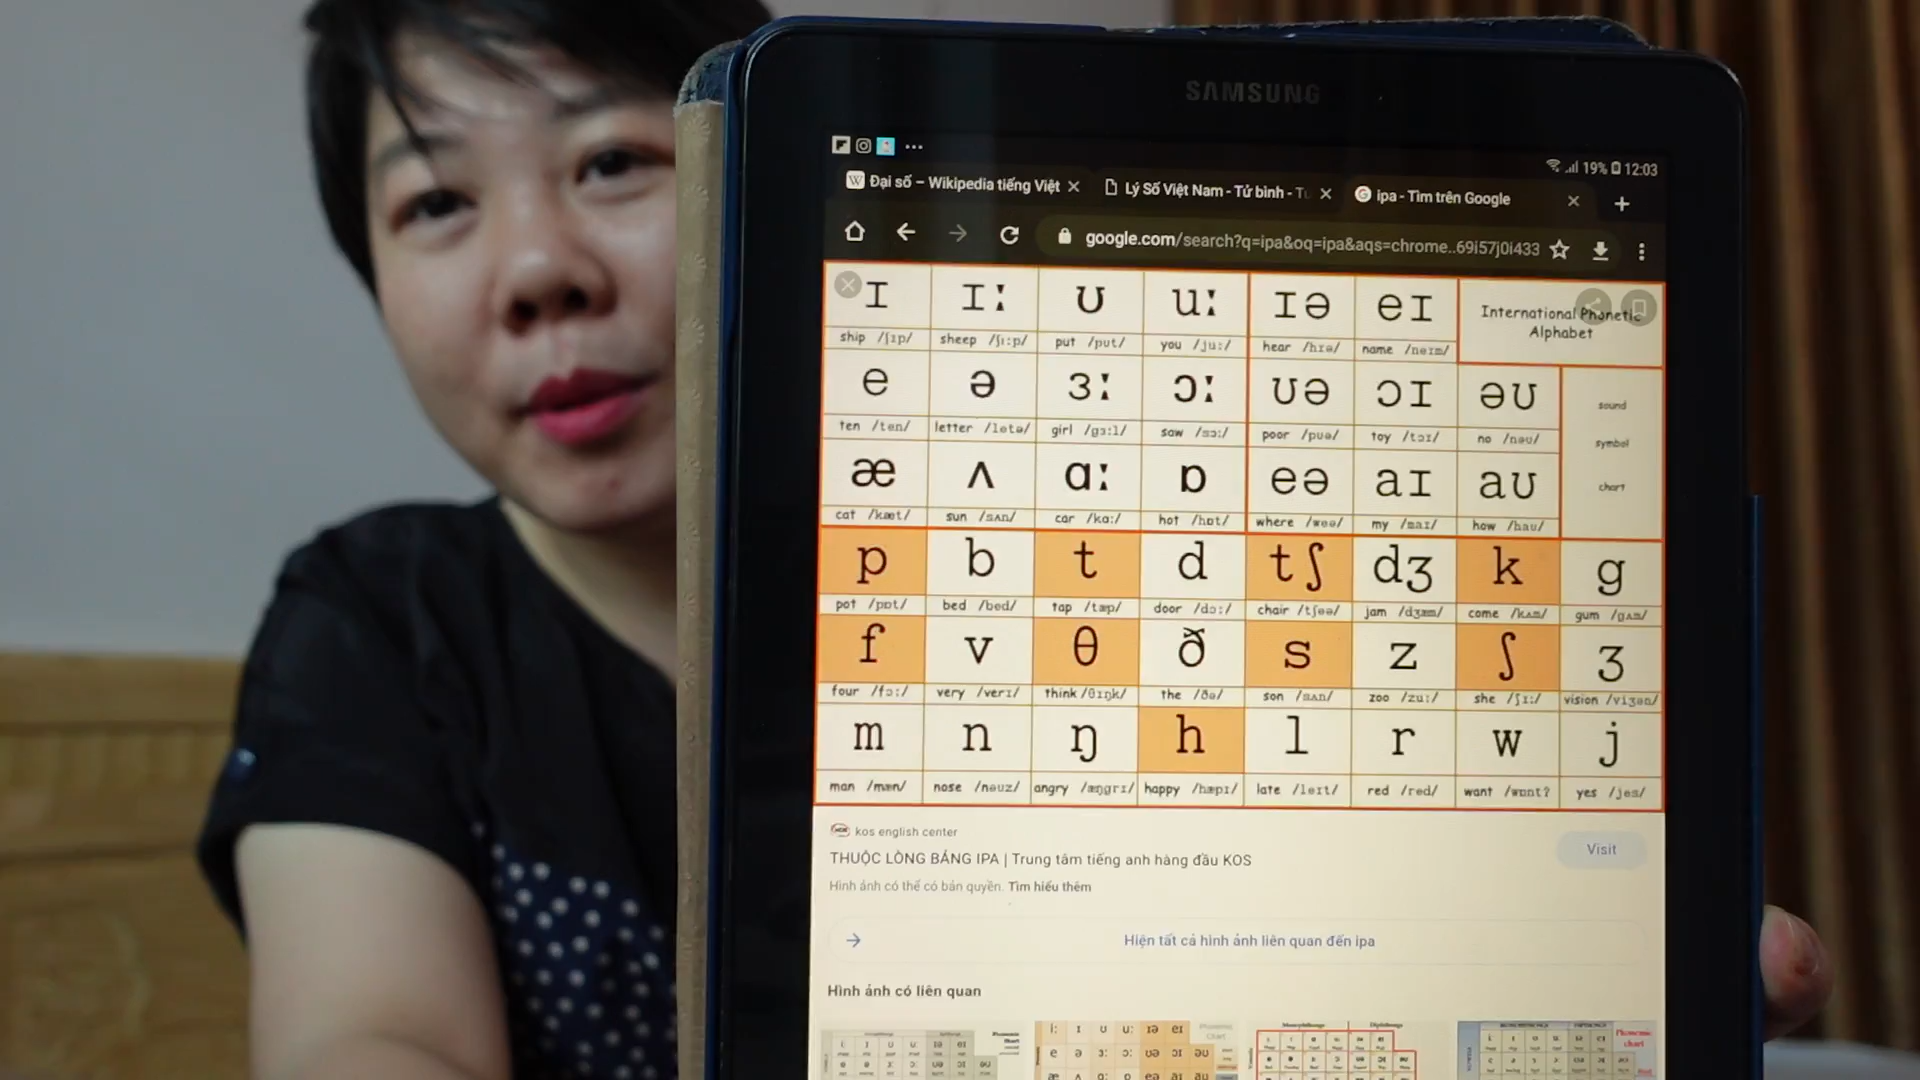 SAMSUNG
19% 12:03
Đại số – Wikipedia tiếng Việt
Lý Số Việt Nam - Tử bình -
ipa - Tìm trên Google
google.com/search?q=ipa&oq=ipa&aqs=chrome..69i57j0i433
ɪ ɪː ʊ uː ɪə eɪ
International Phonetic
Alphabet
ship /ʃɪp/ sheep /ʃɪːp/ put /pʊt/ you /juː/ hear /hɪə/ name /neɪm/
e ə ɜː ɔː ʊə ɔɪ əʊ
sound
symbol
chart
ten /ten/ letter /letə/ girl /gɜːl/ saw /sɔː/ poor /pʊə/ toy /tɔɪ/ no /nəʊ/
æ ʌ ɑː ɒ eə aɪ aʊ
cat /kæt/ sun /sʌn/ car /kɑː/ hot /hɒt/ where /weə/ my /maɪ/ how /haʊ/
p b t d tʃ dʒ k g
pot /pɒt/ bed /bed/ tap /tæp/ door /dɔː/ chair /tʃeə/ jam /dʒæm/ come /kʌm/ gum /gʌm/
f v θ ð s z ʃ ʒ
four /fɔː/ very /verɪ/ think /θɪŋk/ the /ðə/ son /sʌn/ zoo /zuː/ she /ʃɪː/ vision /vɪʒən/
m n ŋ h l r w j
man /mæn/ nose /nəʊz/ angry /æŋgrɪ/ happy /hæpɪ/ late /leɪt/ red /red/ want /wɒnt? yes /jes/
kos english center
THUỘC LÒNG BẢNG IPA | Trung tâm tiếng anh hàng đầu KOS
Visit
Hình ảnh có thể có bản quyền. Tìm hiểu thêm
Hiện tất cả hình ảnh liên quan đến ipa
Hình ảnh có liên quan